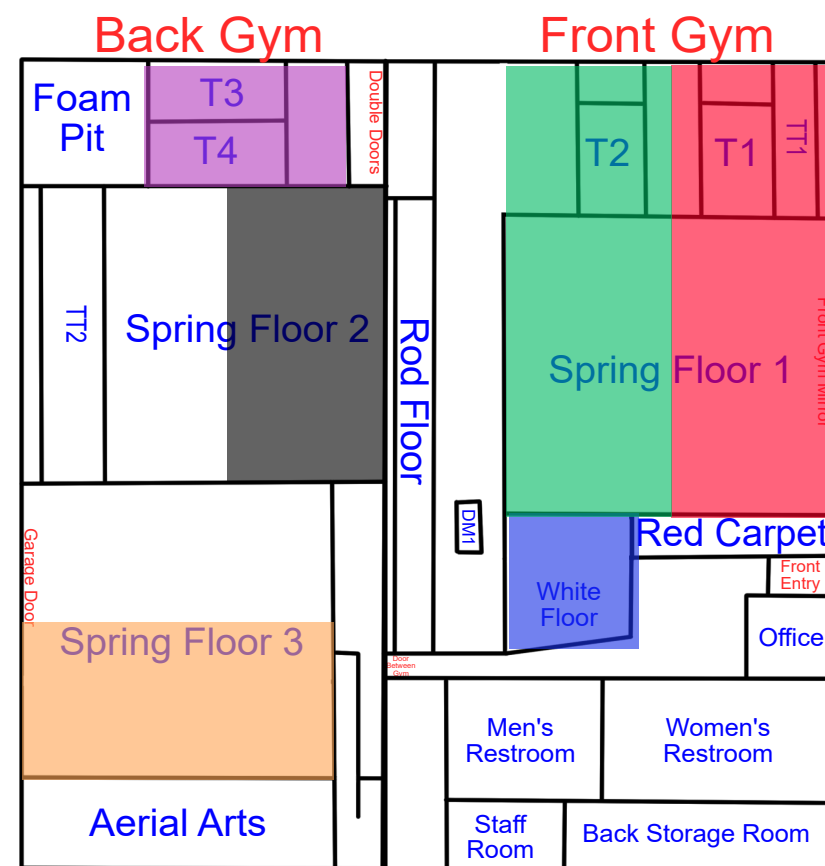 Back Gym
Front Gym
Foam
Pit
T3
T4
Double Doors
T2
T1
TT1
TT2
Spring Floor 2
Rod Floor
Spring Floor 1
Front Gym Mirror
DM1
Red Carpet
Garage Door
Spring Floor 3
White
Floor
Front
Entry
Office
Door
Between
Gym
Men's
Restroom
Women's
Restroom
Aerial Arts
Staff
Room
Back Storage Room